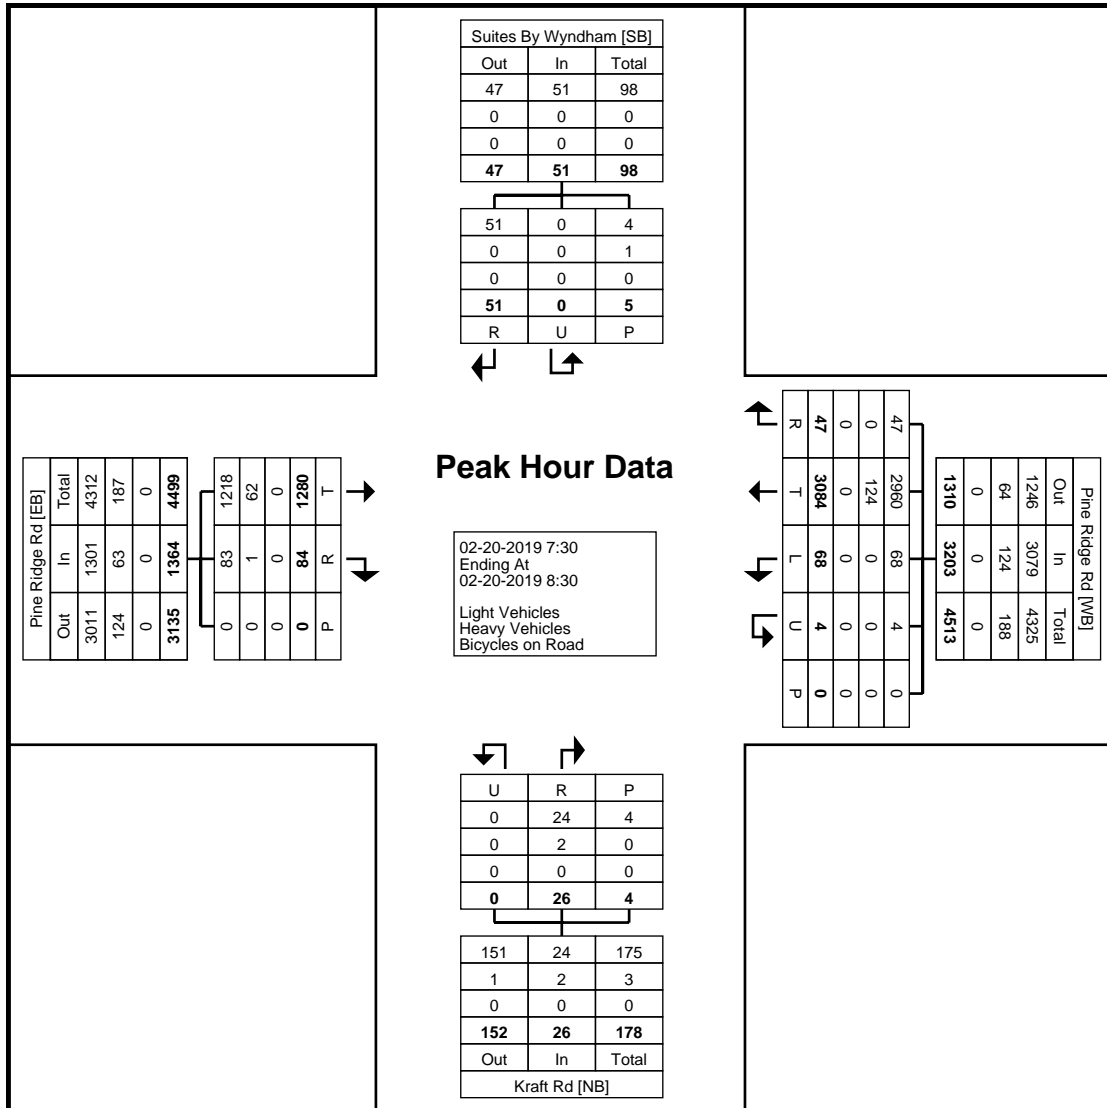 Suites By Wyndham [SB]
Out In Total
47 51 98
0 0 0
0 0 0
47 51 98
51 0 4
0 0 1
0 0 0
51 0 5
R U P
Peak Hour Data
02-20-2019 7:30
Ending At
02-20-2019 8:30
Light Vehicles
Heavy Vehicles
Bicycles on Road
Pine Ridge Rd [EB]
Out In Total
3011 1301 4312
124 63 187
0 0 0
3135 1364 4499
0 83 1218
0 1 62
0 0 0
0 84 1280
P R T
Pine Ridge Rd [WB]
Out In Total
1246 3079 4325
64 124 188
0 0 0
1310 3203 4513
47 2960 68 4 0
0 124 0 0 0
0 0 0 0 0
47 3084 68 4 0
R T L U P
U R P
0 24 4
0 2 0
0 0 0
0 26 4
151 24 175
1 2 3
0 0 0
152 26 178
Out In Total
Kraft Rd [NB]